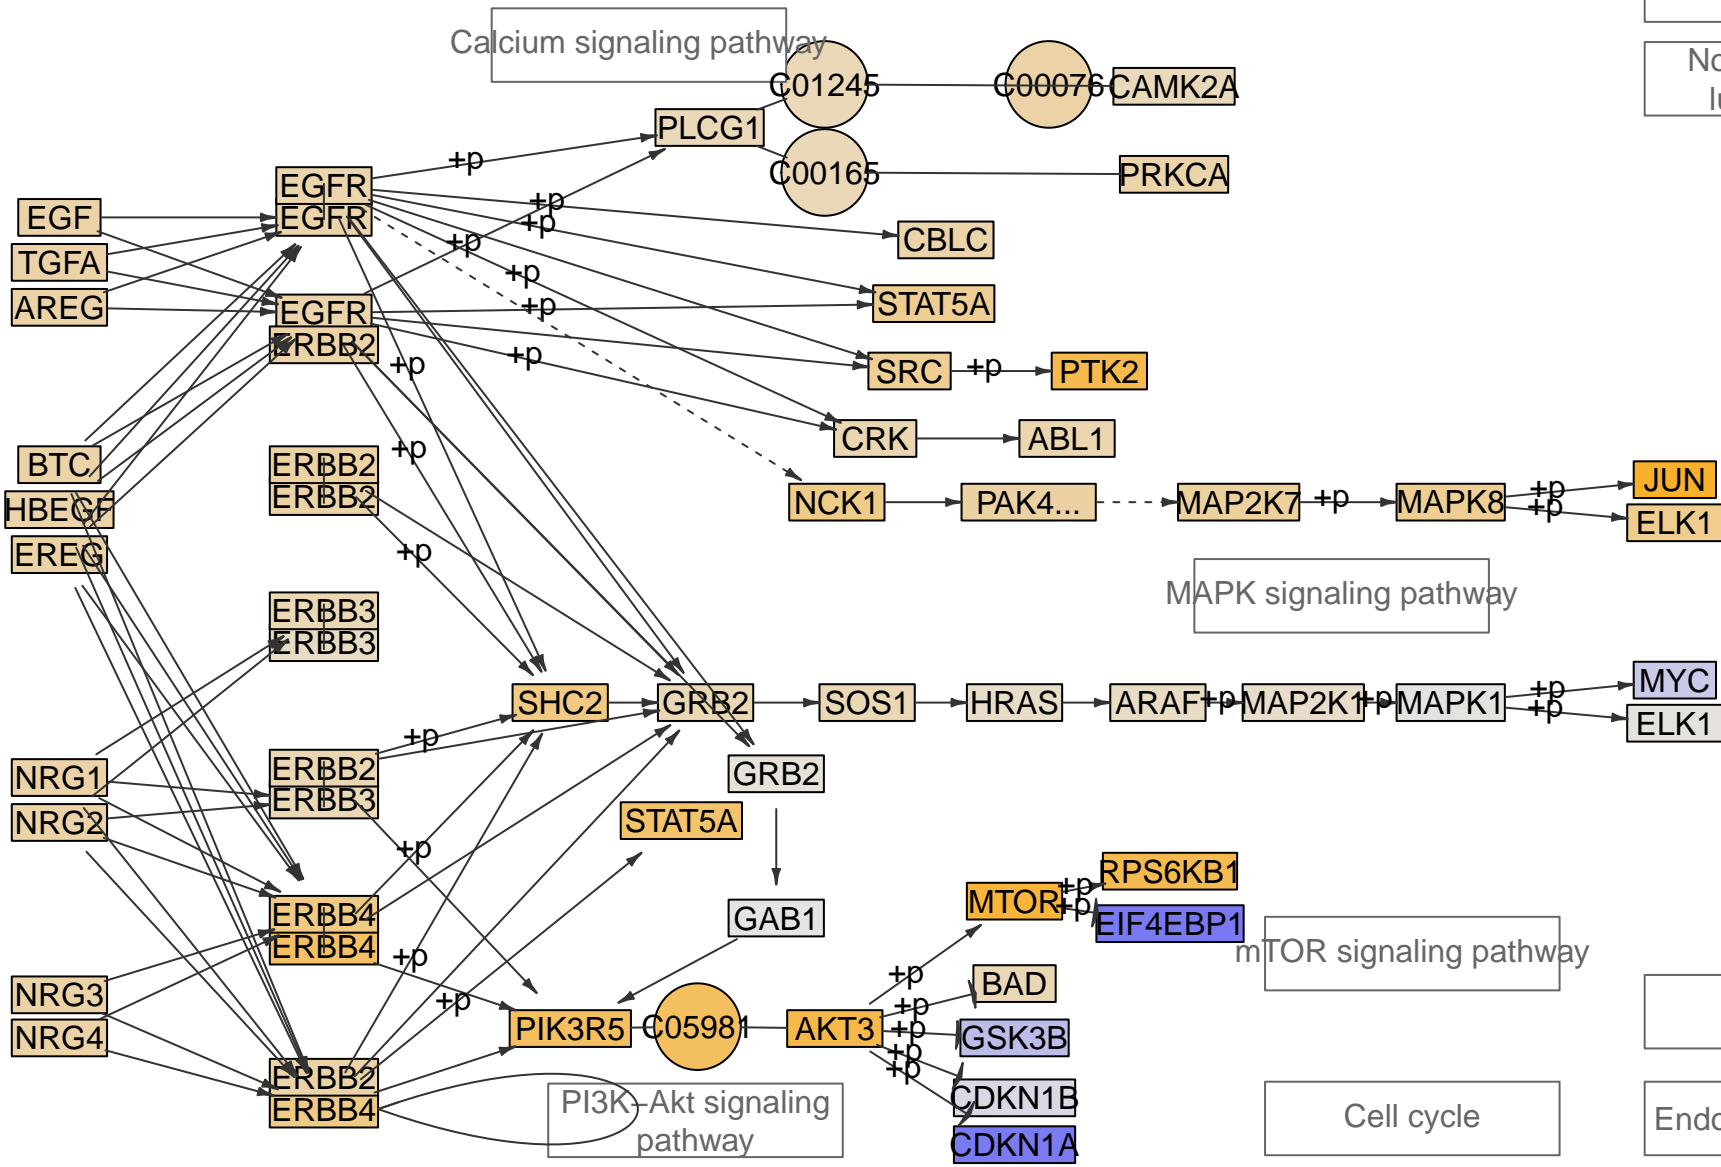 Calcium signaling pathway
C01245
C00076
CAMK2A
No
lu
PLCG1
+p
C00165
PRKCA
EGFR
EGFR
EGF
+p
+p
CBLC
TGFA
+p
+p
AREG
EGFR
+p
STAT5A
ERBB2
+p
+p
SRC
+p
PTK2
CRK
ABL1
+p
BTC
ERBB2
ERBB2
HBEGF
NCK1
PAK4...
MAP2K7
+p
MAPK8
+p
+p
JUN
ELK1
EREG
+p
MAPK signaling pathway
ERBB3
ERBB3
SHC2
GRB2
SOS1
HRAS
ARAF
+p
MAP2K1
+p
MAPK1
+p
+p
MYC
ELK1
+p
NRG1
ERBB2
ERBB3
GRB2
NRG2
STAT5A
+p
ERBB4
ERBB4
GAB1
MTOR
+p
+p
RPS6KB1
EIF4EBP1
mTOR signaling pathway
+p
+p
NRG3
+p
+p
BAD
NRG4
PIK3R5
C05981
AKT3
+p
GSK3B
+p
+p
ERBB2
ERBB4
PI3K−Akt signaling
pathway
CDKN1B
CDKN1A
Cell cycle
Endo